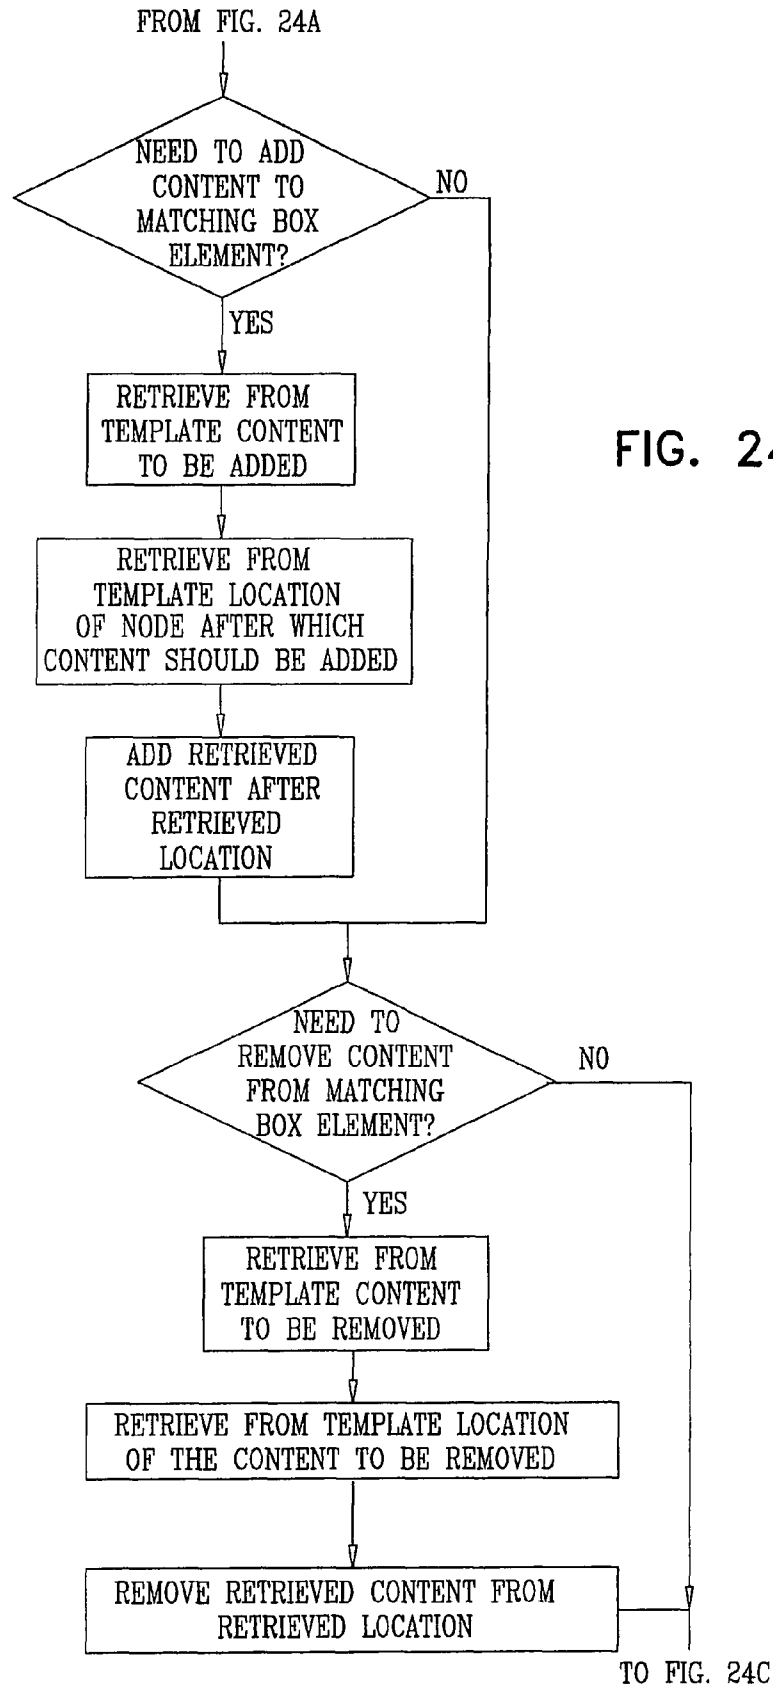 FROM FIG. 24A
NEED TO ADD
CONTENT TO
MATCHING BOX
ELEMENT?
NO
YES
RETRIEVE FROM
TEMPLATE CONTENT
TO BE ADDED
FIG. 24
RETRIEVE FROM
TEMPLATE LOCATION
OF NODE AFTER WHICH
CONTENT SHOULD BE ADDED
ADD RETRIEVED
CONTENT AFTER
RETRIEVED
LOCATION
NEED TO
REMOVE CONTENT
FROM MATCHING
BOX ELEMENT?
NO
YES
RETRIEVE FROM
TEMPLATE CONTENT
TO BE REMOVED
RETRIEVE FROM TEMPLATE LOCATION
OF THE CONTENT TO BE REMOVED
REMOVE RETRIEVED CONTENT FROM
RETRIEVED LOCATION
TO FIG. 24C